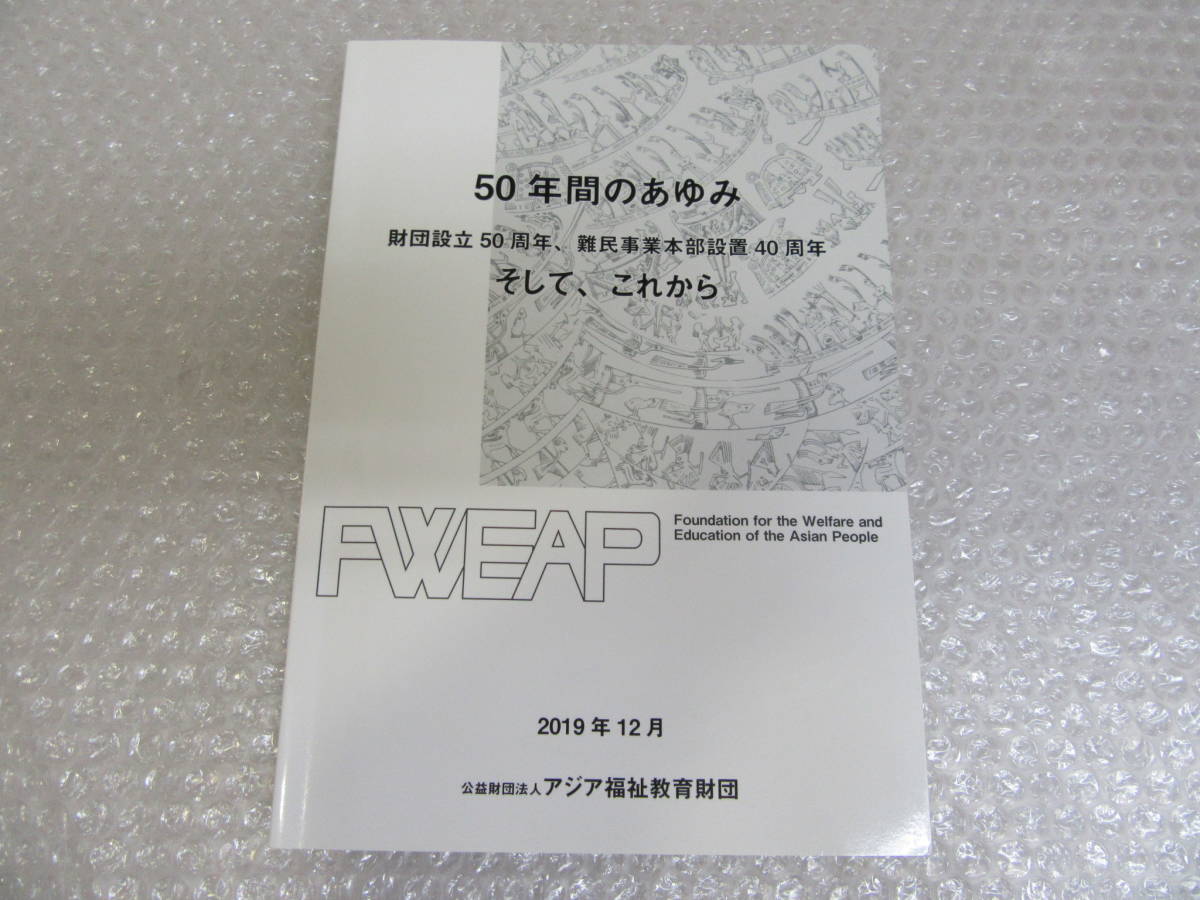 50年間のあゆみ
財団設立50周年、難民事業本部設置40周年
そして、これから
FWEAP
Foundation for the Welfare and
Education of the Asian People
2019年12月
公益財団法人アジア福祉教育財団